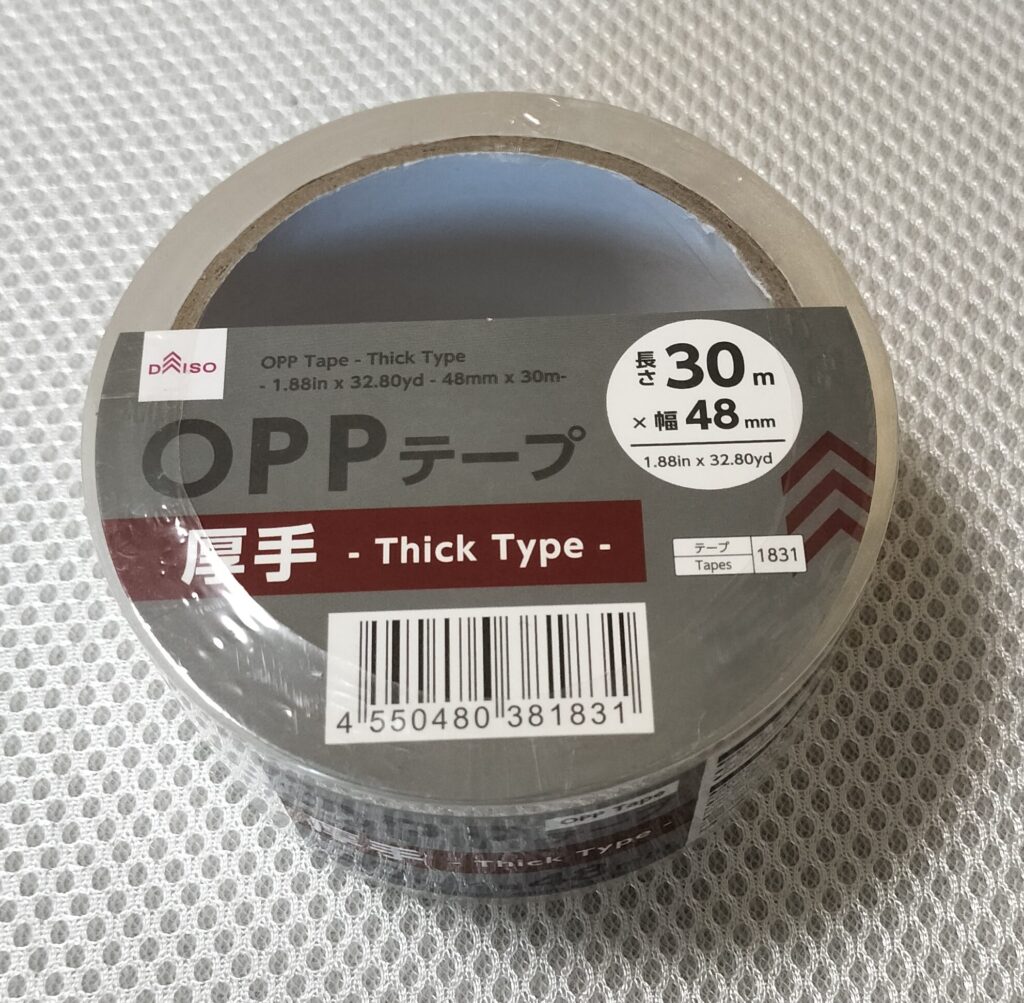 DAISO
OPP Tape - Thick Type
- 1.88in x 32.80yd - 48mm x 30m-
OPPテープ
厚手 - Thick Type -
長さ 30 m
× 幅 48 mm
1.88in x 32.80yd
テープ
Tapes
1831
4 550480 381831
OPP Tape
厚手 - Thick Type -